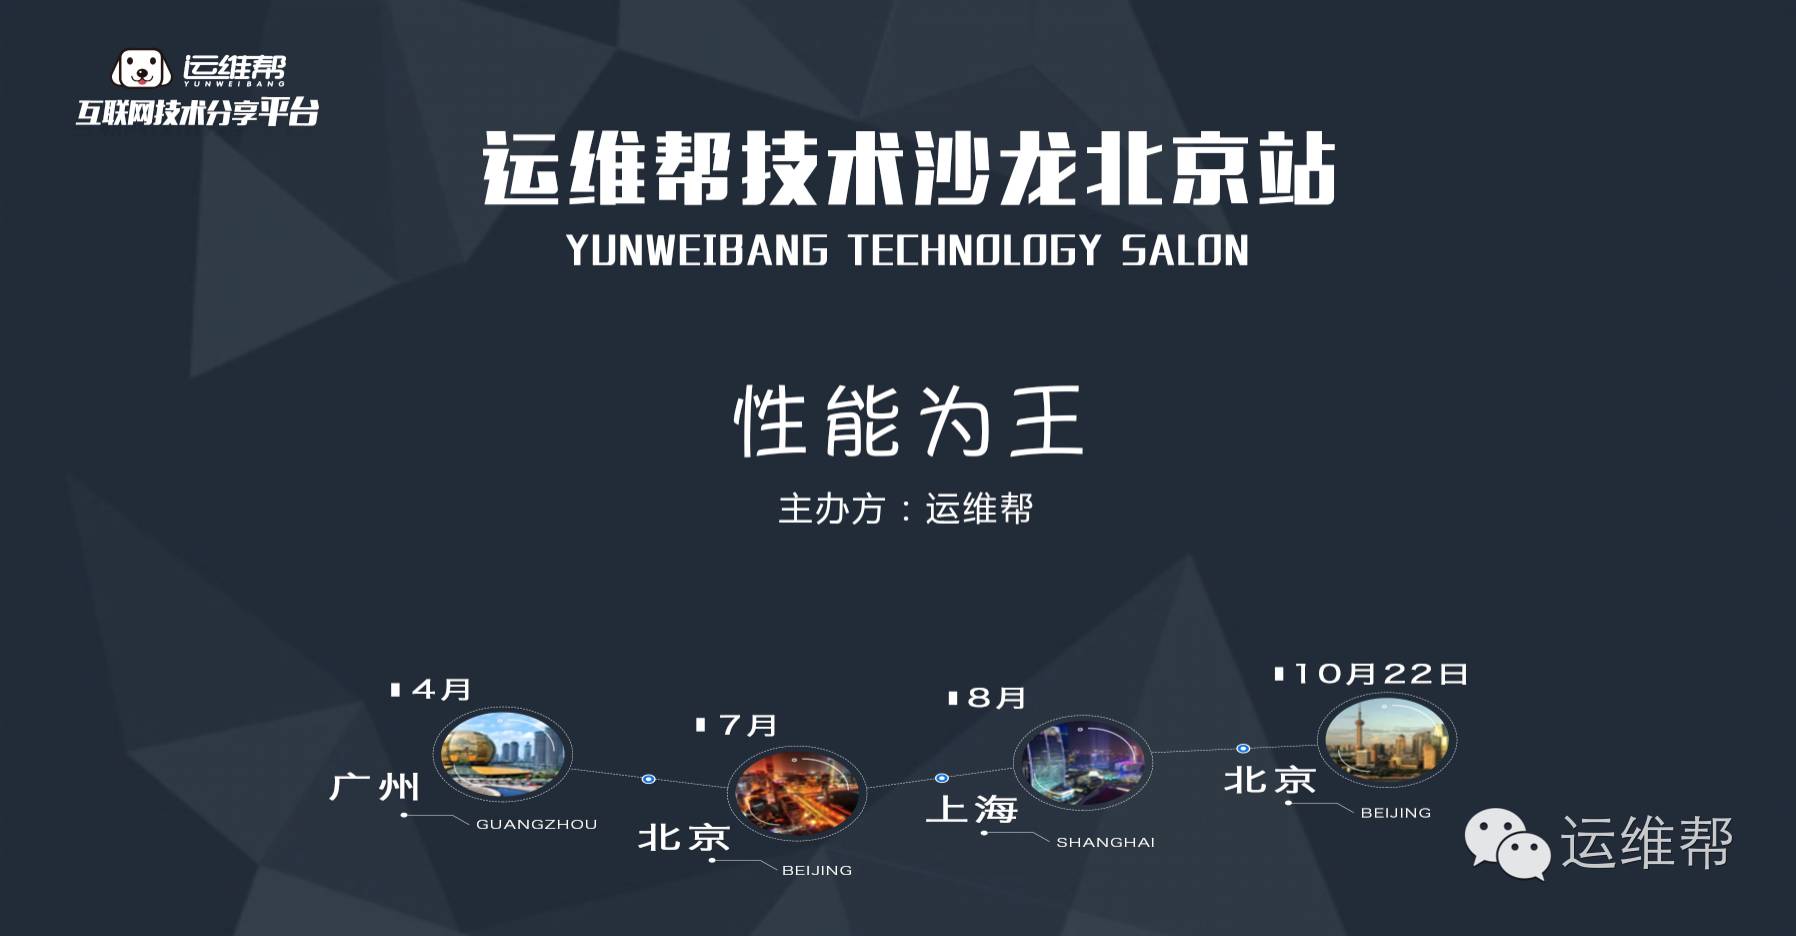 运维帮
YUNWEIBANG
互联网技术分享平台
运维帮技术沙龙北京站
YUNWEIBANG TECHNOLOGY SALON
性能为王
主办方：运维帮
4月
广州
GUANGZHOU
7月
北京
BEIJING
8月
上海
SHANGHAI
10月22日
北京
BEIJING
运维帮